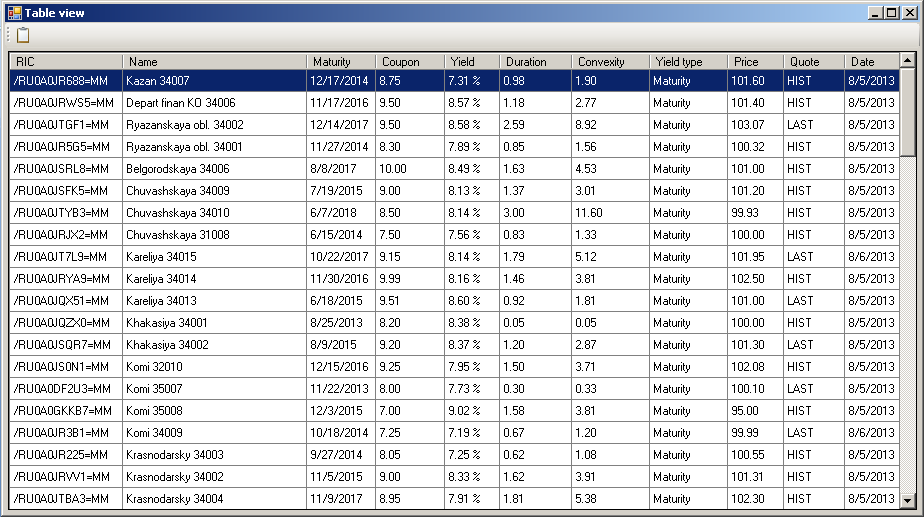 Table view
RIC Name Maturity Coupon Yield Duration Convexity Yield type Price Quote Date
/RU0A0JR688=MM Kazan 34007 12/17/2014 8.75 7.31 % 0.98 1.90 Maturity 101.60 HIST 8/5/2013
/RU0A0JRWS5=MM Depart finan KO 34006 11/17/2016 9.50 8.57 % 1.18 2.77 Maturity 101.40 HIST 8/5/2013
/RU0A0JTGF1=MM Ryazanskaya obl. 34002 12/14/2017 9.50 8.58 % 2.59 8.92 Maturity 103.07 LAST 8/5/2013
/RU0A0JR5G5=MM Ryazanskaya obl. 34001 11/27/2014 8.30 7.89 % 0.85 1.56 Maturity 100.32 HIST 8/5/2013
/RU0A0JSRL8=MM Belgorodskaya 34006 8/8/2017 10.00 8.49 % 1.63 4.53 Maturity 101.00 HIST 8/5/2013
/RU0A0JSFK5=MM Chuvashskaya 34009 7/19/2015 9.00 8.13 % 1.37 3.01 Maturity 101.20 HIST 8/5/2013
/RU0A0JTYB3=MM Chuvashskaya 34010 6/7/2018 8.50 8.14 % 3.00 11.60 Maturity 99.93 HIST 8/5/2013
/RU0A0JRJX2=MM Chuvashskaya 31008 6/15/2014 7.50 7.56 % 0.83 1.33 Maturity 100.00 HIST 8/5/2013
/RU0A0JT7L9=MM Kareliya 34015 10/22/2017 9.15 8.14 % 1.79 5.12 Maturity 101.95 LAST 8/6/2013
/RU0A0JRYA9=MM Kareliya 34014 11/30/2016 9.99 8.16 % 1.46 3.81 Maturity 102.50 HIST 8/5/2013
/RU0A0JQX51=MM Kareliya 34013 6/18/2015 9.51 8.60 % 0.92 1.81 Maturity 101.00 LAST 8/5/2013
/RU0A0JQZX0=MM Khakasiya 34001 8/25/2013 8.20 8.38 % 0.05 0.05 Maturity 100.00 HIST 8/5/2013
/RU0A0JSQR7=MM Khakasiya 34002 8/9/2015 9.20 8.37 % 1.20 2.87 Maturity 101.30 LAST 8/5/2013
/RU0A0JS0N1=MM Komi 32010 12/15/2016 9.25 7.95 % 1.50 3.71 Maturity 102.08 HIST 8/5/2013
/RU0A0DF2U3=MM Komi 35007 11/22/2013 8.00 7.73 % 0.30 0.33 Maturity 100.10 LAST 8/5/2013
/RU0A0GKKB7=MM Komi 35008 12/3/2015 7.00 9.02 % 1.58 3.81 Maturity 95.00 HIST 8/5/2013
/RU0A0JR3B1=MM Komi 34009 10/18/2014 7.25 7.19 % 0.67 1.20 Maturity 99.99 LAST 8/6/2013
/RU0A0JR225=MM Krasnodarsky 34003 9/27/2014 8.05 7.25 % 0.62 1.08 Maturity 100.55 HIST 8/5/2013
/RU0A0JRVV1=MM Krasnodarsky 34002 11/5/2015 9.00 8.33 % 1.62 3.91 Maturity 101.31 HIST 8/5/2013
/RU0A0JTBA3=MM Krasnodarsky 34004 11/9/2017 8.95 7.91 % 1.81 5.38 Maturity 102.30 HIST 8/5/2013